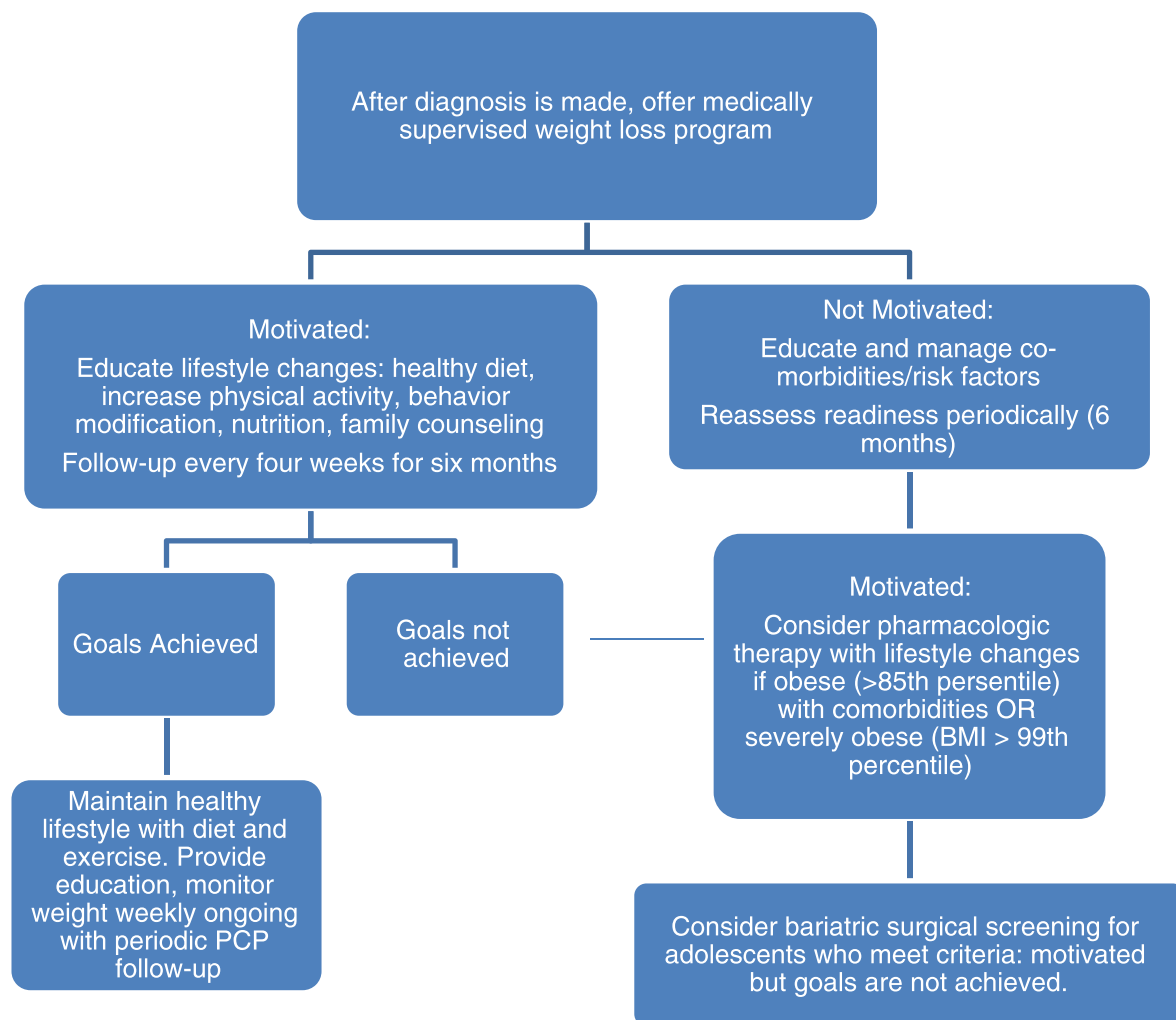 After diagnosis is made, offer medically
supervised weight loss program
Motivated:
Educate lifestyle changes: healthy diet,
increase physical activity, behavior
modification, nutrition, family counseling
Follow-up every four weeks for six months
Not Motivated:
Educate and manage co-
morbidities/risk factors
Reassess readiness periodically (6
months)
Goals Achieved
Goals not
achieved
Motivated:
Consider pharmacologic
therapy with lifestyle changes
if obese (>85th persentile)
with comorbidities OR
severely obese (BMI > 99th
percentile)
Maintain healthy
lifestyle with diet and
exercise. Provide
education, monitor
weight weekly ongoing
with periodic PCP
follow-up
Consider bariatric surgical screening for
adolescents who meet criteria: motivated
but goals are not achieved.